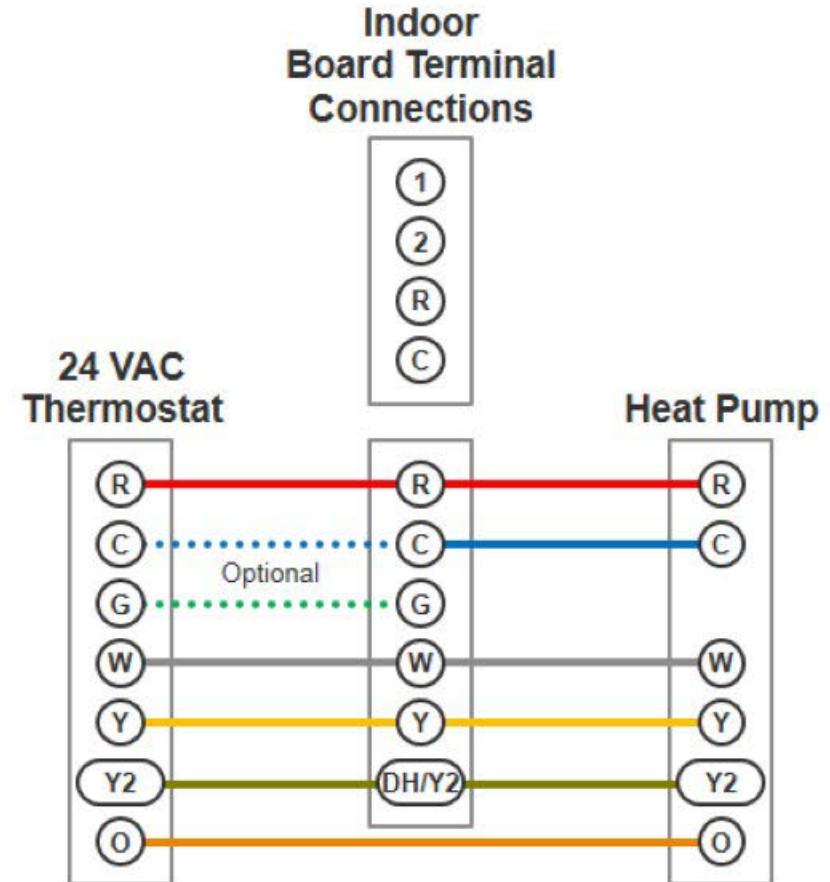 Indoor
Board Terminal
Connections
1
2
R
C
24 VAC
Thermostat
Heat Pump
R R R
C C C
Optional
G G
W W W
Y Y Y
Y2 DH/Y2 Y2
O O